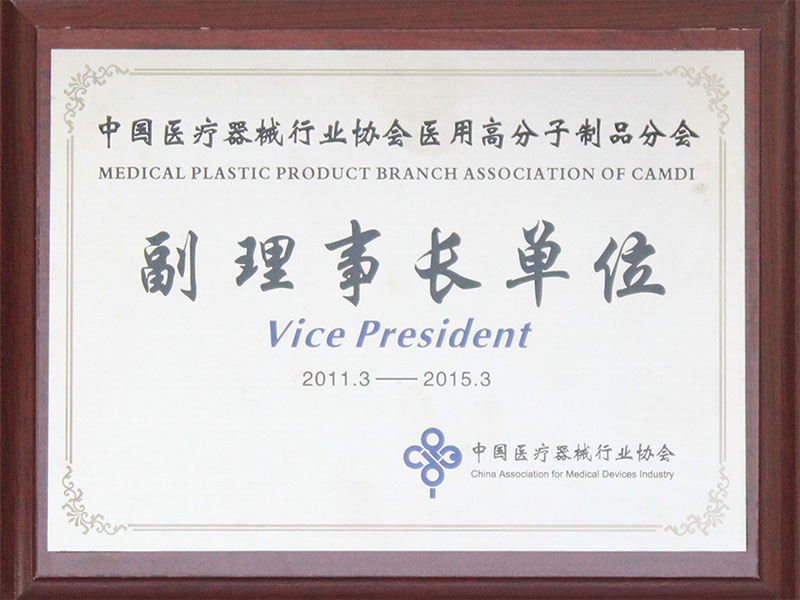 中国医疗器械行业协会医用高分子制品分会
MEDICAL PLASTIC PRODUCT BRANCH ASSOCIATION OF CAMDI
副理事长单位
Vice President
2011.3——2015.3
中国医疗器械行业协会
China Association for Medical Devices Industry